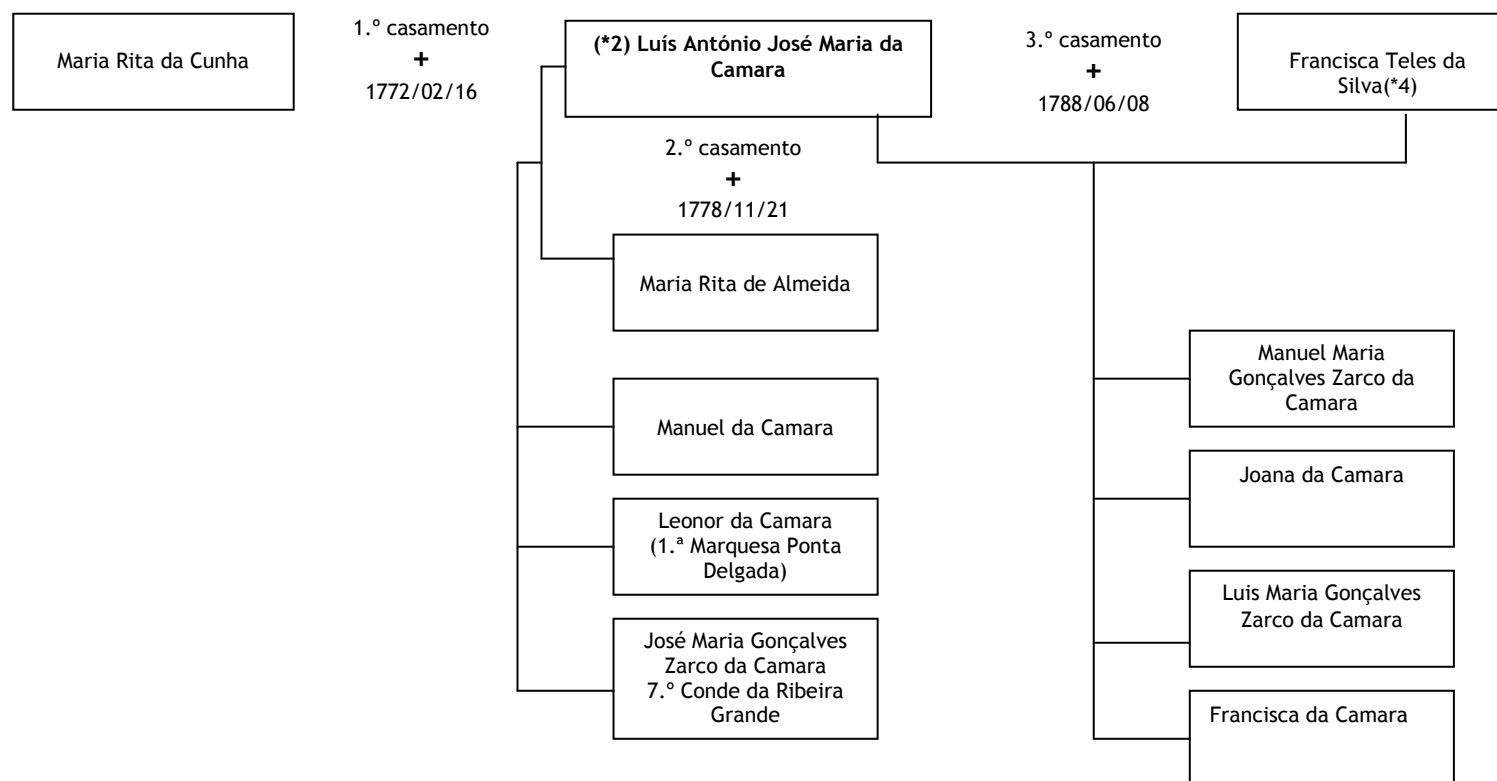 Maria Rita da Cunha
1.º casamento
+
1772/02/16
(*2) Luís António José Maria da
Camara
3.º casamento
+
1788/06/08
Francisca Teles da
Silva(*4)
2.º casamento
+
1778/11/21
Maria Rita de Almeida
Manuel da Camara
Leonor da Camara
(1.ª Marquesa Ponta
Delgada)
José Maria Gonçalves
Zarco da Camara
7.º Conde da Ribeira
Grande
Manuel Maria
Gonçalves Zarco da
Camara
Joana da Camara
Luis Maria Gonçalves
Zarco da Camara
Francisca da Camara